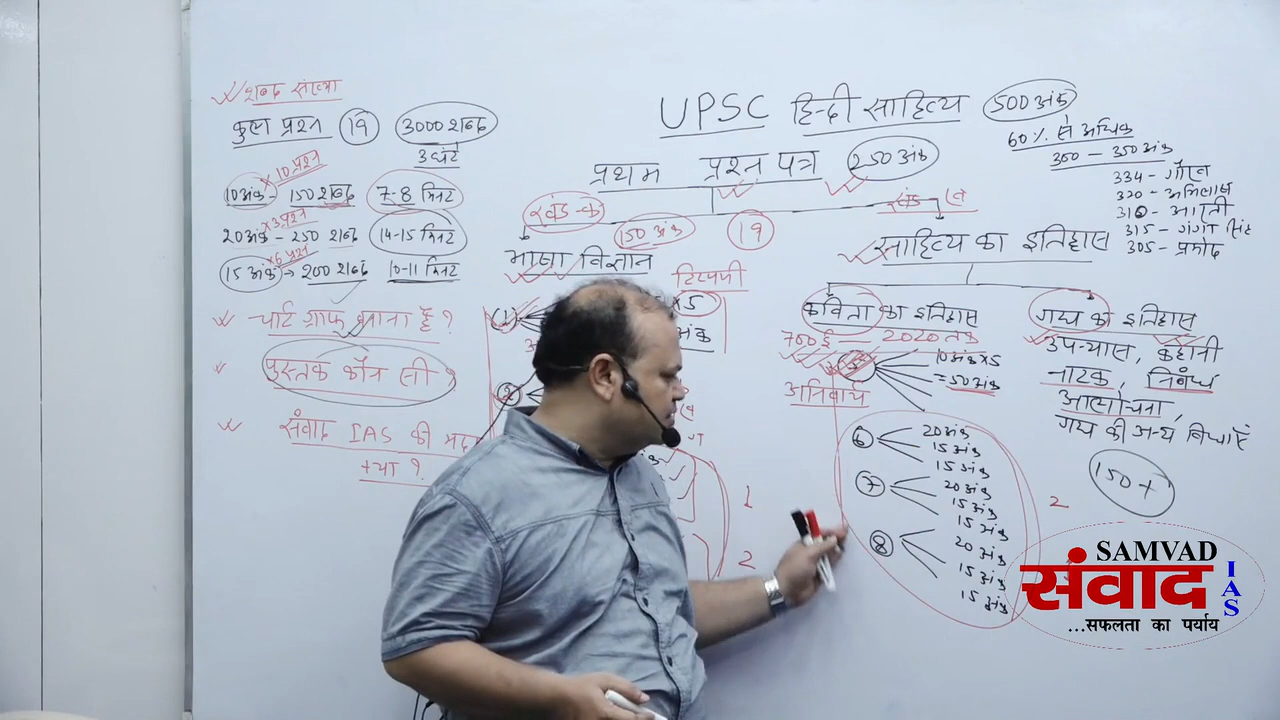 शब्द संख्या
कुल प्रश्न 19 3000 शब्द
3 घंटे
×10 प्रश्न
10 अंक - 150 शब्द 7-8 मिनट
×3 प्रश्न
20 अंक - 250 शब्द 14-15 मिनट
×6 प्रश्न
15 अंक → 200 शब्द 10-11 मिनट
चार्ट ग्राफ बनाना है ?
पुस्तक कौन सी ?
संवाद IAS की
क्या ?
UPSC हिन्दी साहित्य 500 अंक
प्रथम प्रश्न पत्र 250 अंक
खंड-क 150 अंक 19 खंड ख
भाषा विज्ञान
टिप्पणी
1 ×5
अंक
1
2
60% से अधिक
300 - 350 अंक
334 - गौरव
320 - अभिलाष
310 - आरती
315 - गंगा सिंह
305 - प्रमोद
साहित्य का इतिहास
कविता का इतिहास
700 ई - 2020 तक
5 10 अंक×5
= 50 अंक
अनिवार्य
6 20 अंक
15 अंक
15 अंक
7 20 अंक
15 अंक
15 अंक
8 20 अंक
15 अंक
15 अंक
2
गद्य का इतिहास
उपन्यास, कहानी
नाटक, निबंध
आलोचना,
गद्य की अन्य विधाएँ
150+
SAMVAD
संवाद IAS
...सफलता का पर्याय